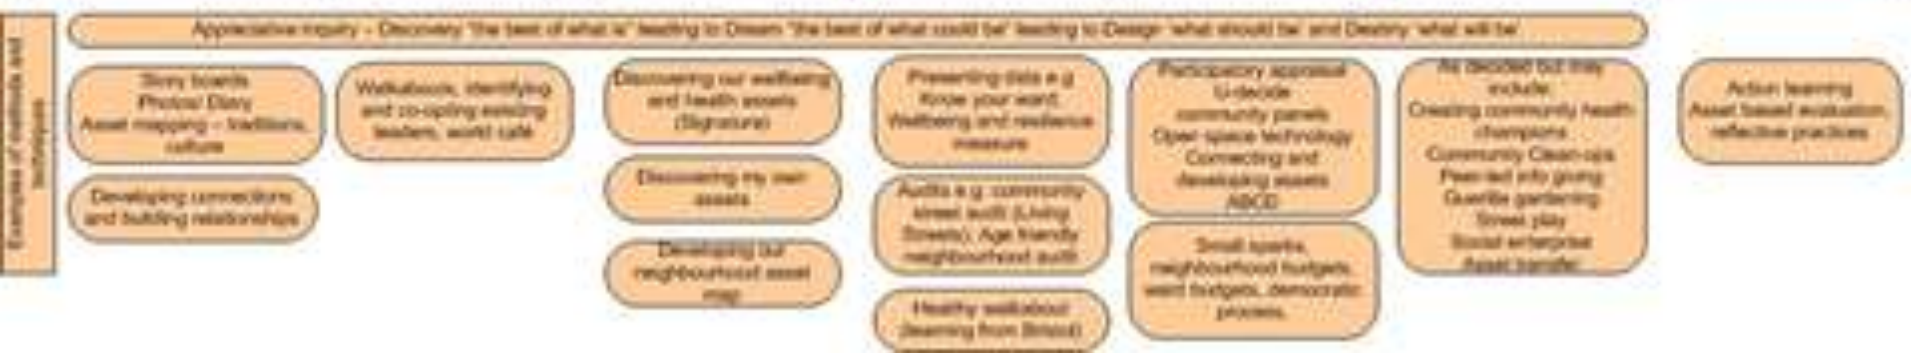 Examples of methods and
techniques
Appreciative Inquiry – Discovery "the best of what is" leading to Dream "the best of what could be" leading to Design 'what should be' and Destiny 'what will be'
Story boards
Photos/ Diary
Asset mapping – traditions,
culture
Developing connections
and building relationships
Walkabouts, identifying
and co-opting existing
leaders, world café
Discovering our wellbeing
and health assets
(Signature)
Discovering my own
assets
Developing our
neighbourhood asset
map
Presenting data e.g
Know your ward,
Wellbeing and resilience
measure
Audits e.g. community
street audit (Living
Streets), Age friendly
neighbourhood audit
Healthy walkabout
(learning from Bristol)
Participatory appraisal
U-decide
community panels
Open space technology
Connecting and
developing assets
ABCD
Small sparks,
neighbourhood budgets,
ward budgets, democratic
process,
As decided but may
include:
Creating community health
champions
Community Clean-ups
Peer-led info giving
Guerilla gardening
Street play
Social enterprise
Asset transfer
Action learning
Asset based evaluation,
reflective practices